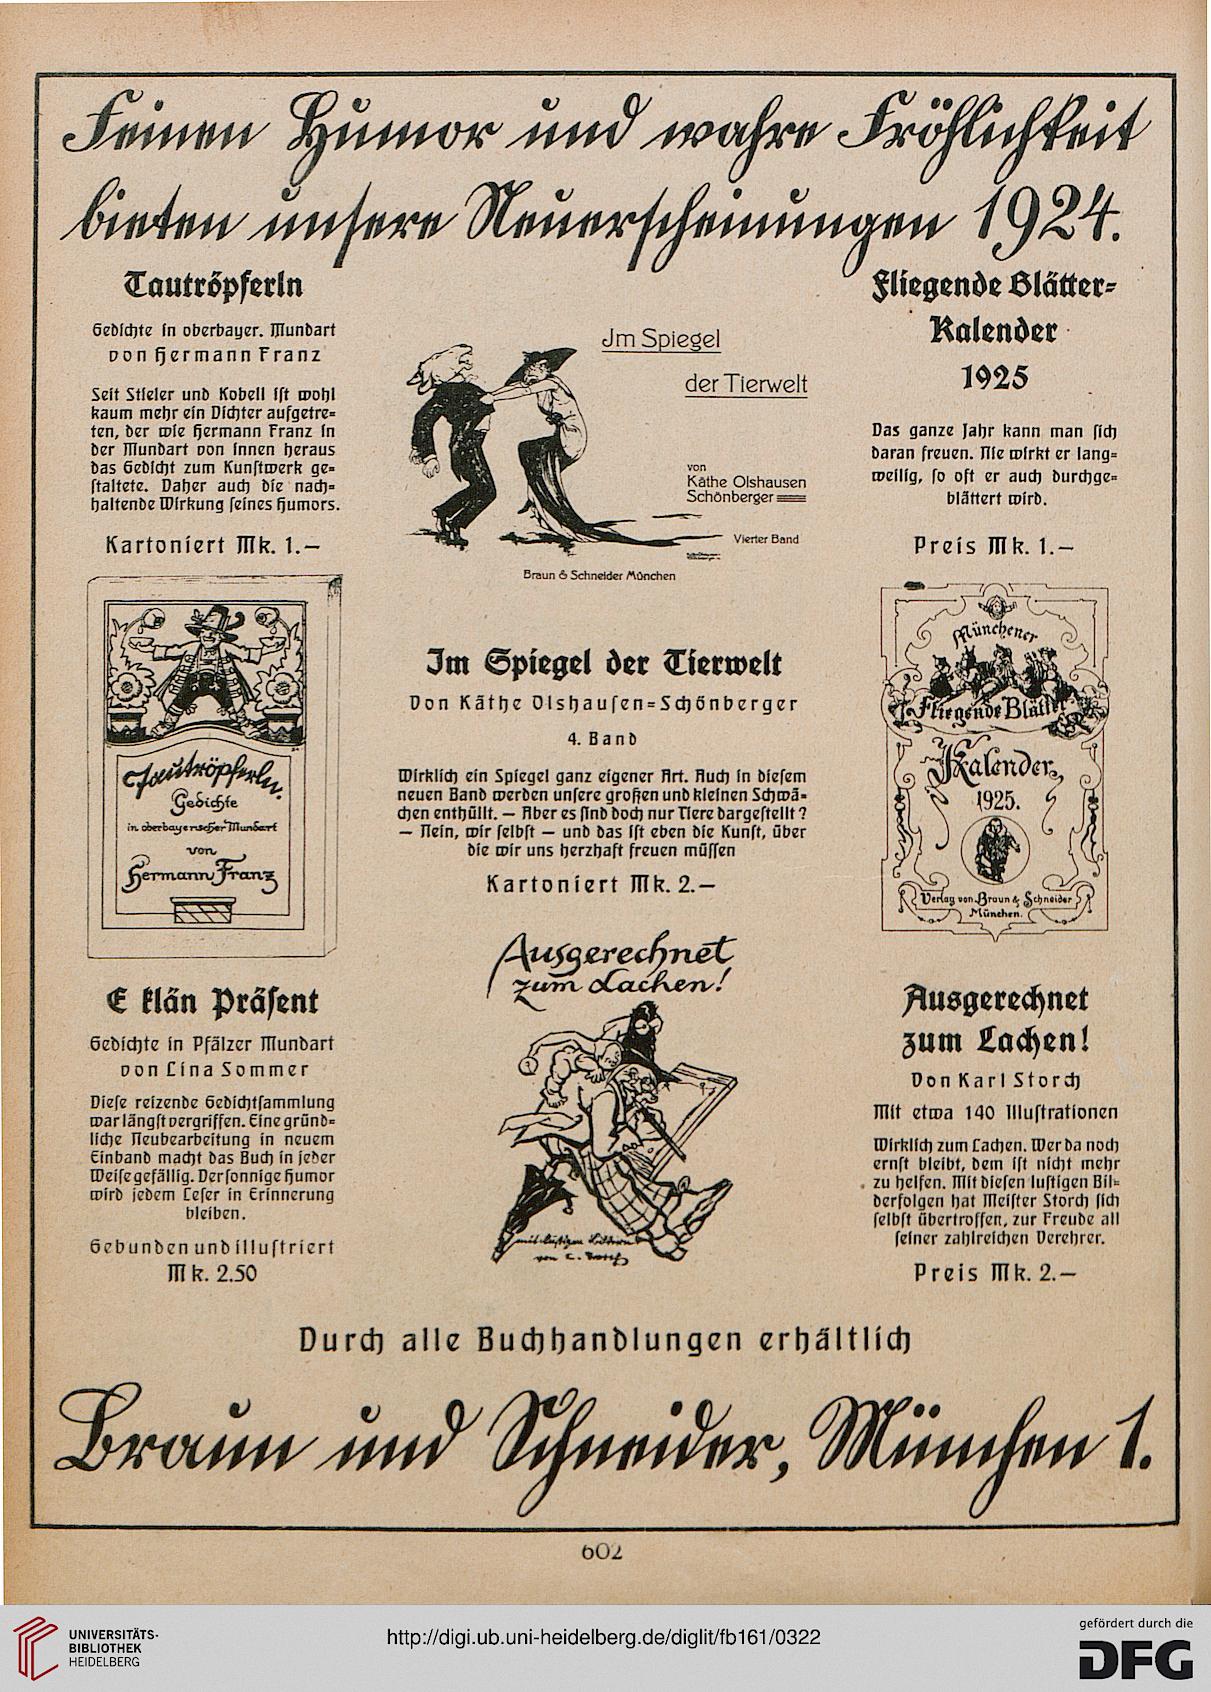 Feinen Humor und wahre Fröhlichkeit
bieten unsere Neuerscheinungen 1924.
Tautröpferln
Gedichte in oberbayer. Mundart
von Hermann Franz
Seit Stieler und Kobell iſt wohl
kaum mehr ein Dichter aufgetre=
ten, der wie Hermann Franz in
der Mundart von innen heraus
das Gedicht zum Kunſtwerk ge=
ſtaltete. Daher auch die nach=
haltende Wirkung ſeines Humors.
Kartoniert Mk. 1.—
Tautröpferln.
Gedichte
in oberbayerischer Mundart
von
Hermann Franz
E klän Präſent
Gedichte in Pfälzer Mundart
von Lina Sommer
Dieſe reizende Gedichtſammlung
war längſt vergriffen. Eine gründ=
liche Neubearbeitung in neuem
Einband macht das Buch in jeder
Weiſe gefällig. Der ſonnige Humor
wird jedem Leſer in Erinnerung
bleiben.
Gebunden und illuſtriert
Mk. 2.50
Jm Spiegel
der Tierwelt
von
Käthe Olshausen
Schönberger
Vierter Band
Braun & Schneider München
Im Spiegel der Tierwelt
Von Käthe Olshauſen=Schönberger
4. Band
Wirklich ein Spiegel ganz eigener Art. Auch in dieſem
neuen Band werden unſere großen und kleinen Schwä=
chen enthüllt. — Aber es ſind doch nur Tiere dargeſtellt?
— Nein, wir ſelbſt — und das iſt eben die Kunſt, über
die wir uns herzhaft freuen müſſen
Kartoniert Mk. 2.—
Ausgerechnet
zum Lachen!
mit luſtigen Bildern
von C. Storch
Fliegende Blätter=
Kalender
1925
Das ganze Jahr kann man ſich
daran freuen. Nie wirkt er lang=
weilig, ſo oft er auch durchge=
blättert wird.
Preis Mk. 1.—
Münchener
Fliegende Blätter
Kalender
1925.
Verlag von Braun & Schneider
München.
Ausgerechnet
zum Lachen!
Von Karl Storch
Mit etwa 140 Illuſtrationen
Wirklich zum Lachen. Wer da noch
ernſt bleibt, dem iſt nicht mehr
zu helfen. Mit dieſen luſtigen Bil=
derfolgen hat Meiſter Storch ſich
ſelbſt übertroffen, zur Freude all
ſeiner zahlreichen Verehrer.
Preis Mk. 2.—
Durch alle Buchhandlungen erhältlich
Braun und Schneider, München 1.
602
UNIVERSITÄTS-
BIBLIOTHEK
HEIDELBERG
http://digi.ub.uni-heidelberg.de/diglit/fb161/0322
gefördert durch die
DFG